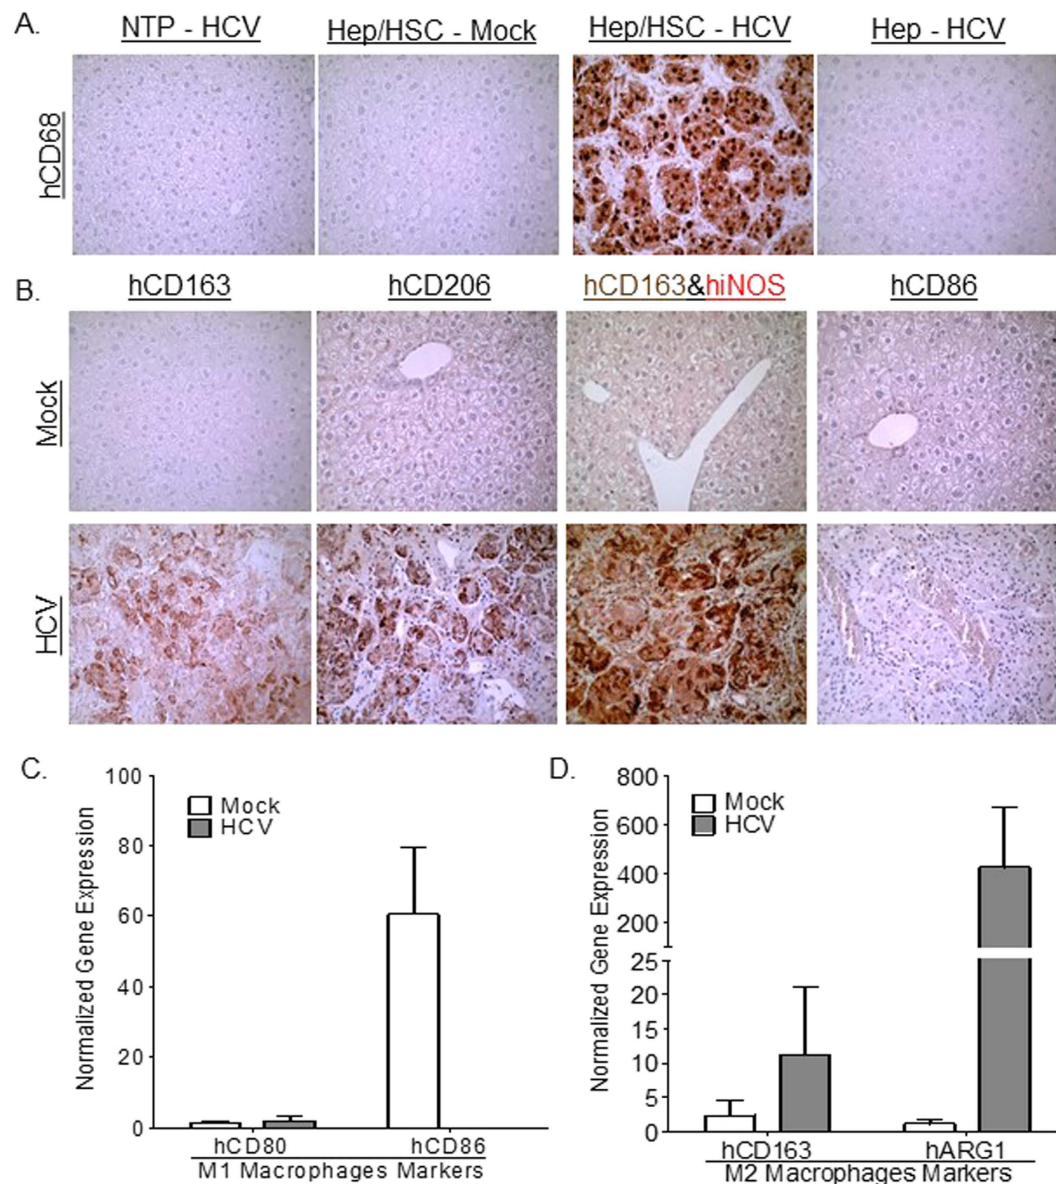 A.
NTP - HCV Hep/HSC - Mock Hep/HSC - HCV Hep - HCV
hCD68
B.
hCD163 hCD206 hCD163&hiNOS hCD86
Mock
HCV
C.
100
80
60
40
20
0
Normalized Gene Expression
Mock
HCV
hCD80 hCD86
M1 Macrophages Markers
D.
800
600
400
200
25
20
15
10
5
0
Normalized Gene Expression
Mock
HCV
hCD163 hARG1
M2 Macrophages Markers